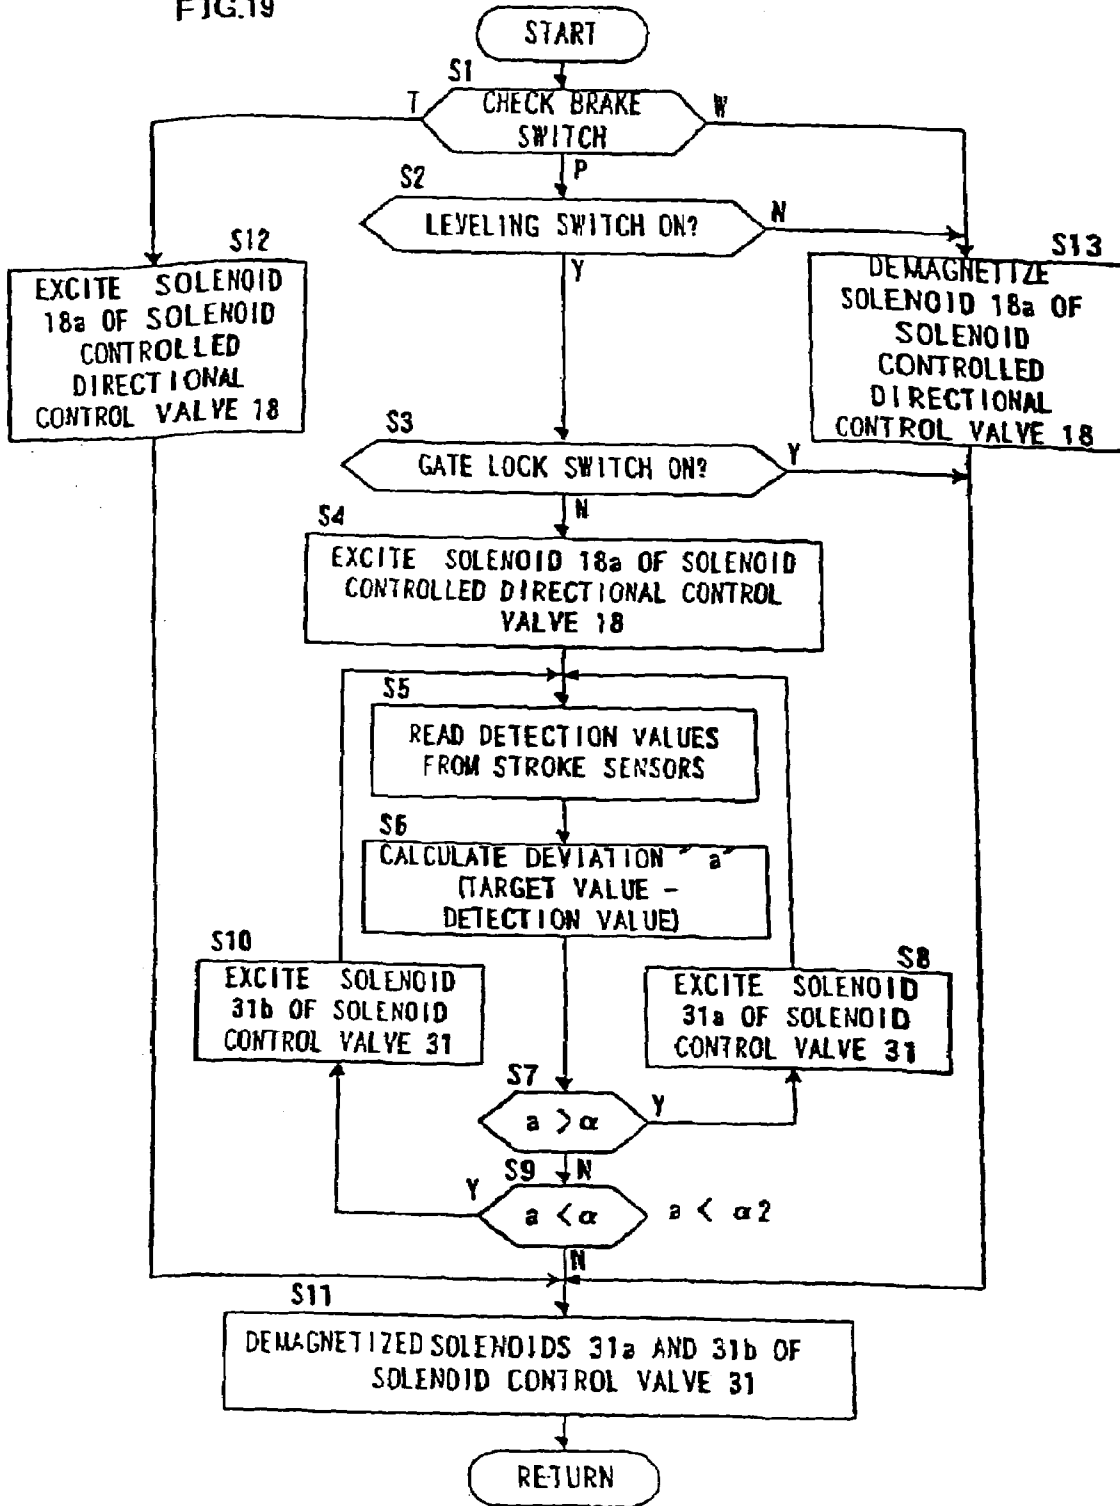 FIG.19
START
S1
T
CHECK BRAKE
SWITCH
W
P
S2
LEVELING SWITCH ON?
N
Y
S12
EXCITE SOLENOID
18a OF SOLENOID
CONTROLLED
DIRECTIONAL
CONTROL VALVE 18
S13
DEMAGNETIZE
SOLENOID 18a OF
SOLENOID
CONTROLLED
DIRECTIONAL
CONTROL VALVE 18
S3
GATE LOCK SWITCH ON?
Y
N
S4
EXCITE SOLENOID 18a OF SOLENOID
CONTROLLED DIRECTIONAL CONTROL
VALVE 18
S5
READ DETECTION VALUES
FROM STROKE SENSORS
S6
CALCULATE DEVIATION "a"
(TARGET VALUE -
DETECTION VALUE)
S10
EXCITE SOLENOID
31b OF SOLENOID
CONTROL VALVE 31
S8
EXCITE SOLENOID
31a OF SOLENOID
CONTROL VALVE 31
S7
a > α
Y
N
S9
Y
a < α
a < α2
N
S11
DEMAGNETIZED SOLENOIDS 31a AND 31b OF
SOLENOID CONTROL VALVE 31
RETURN